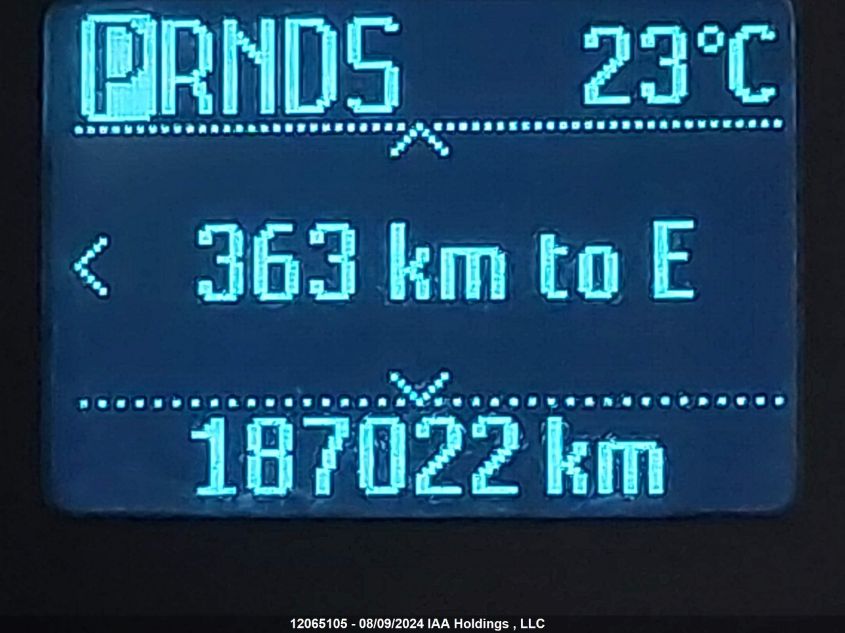 PRNDS 23°C
363 km to E
187022 km
12065105 - 08/09/2024 IAA Holdings , LLC